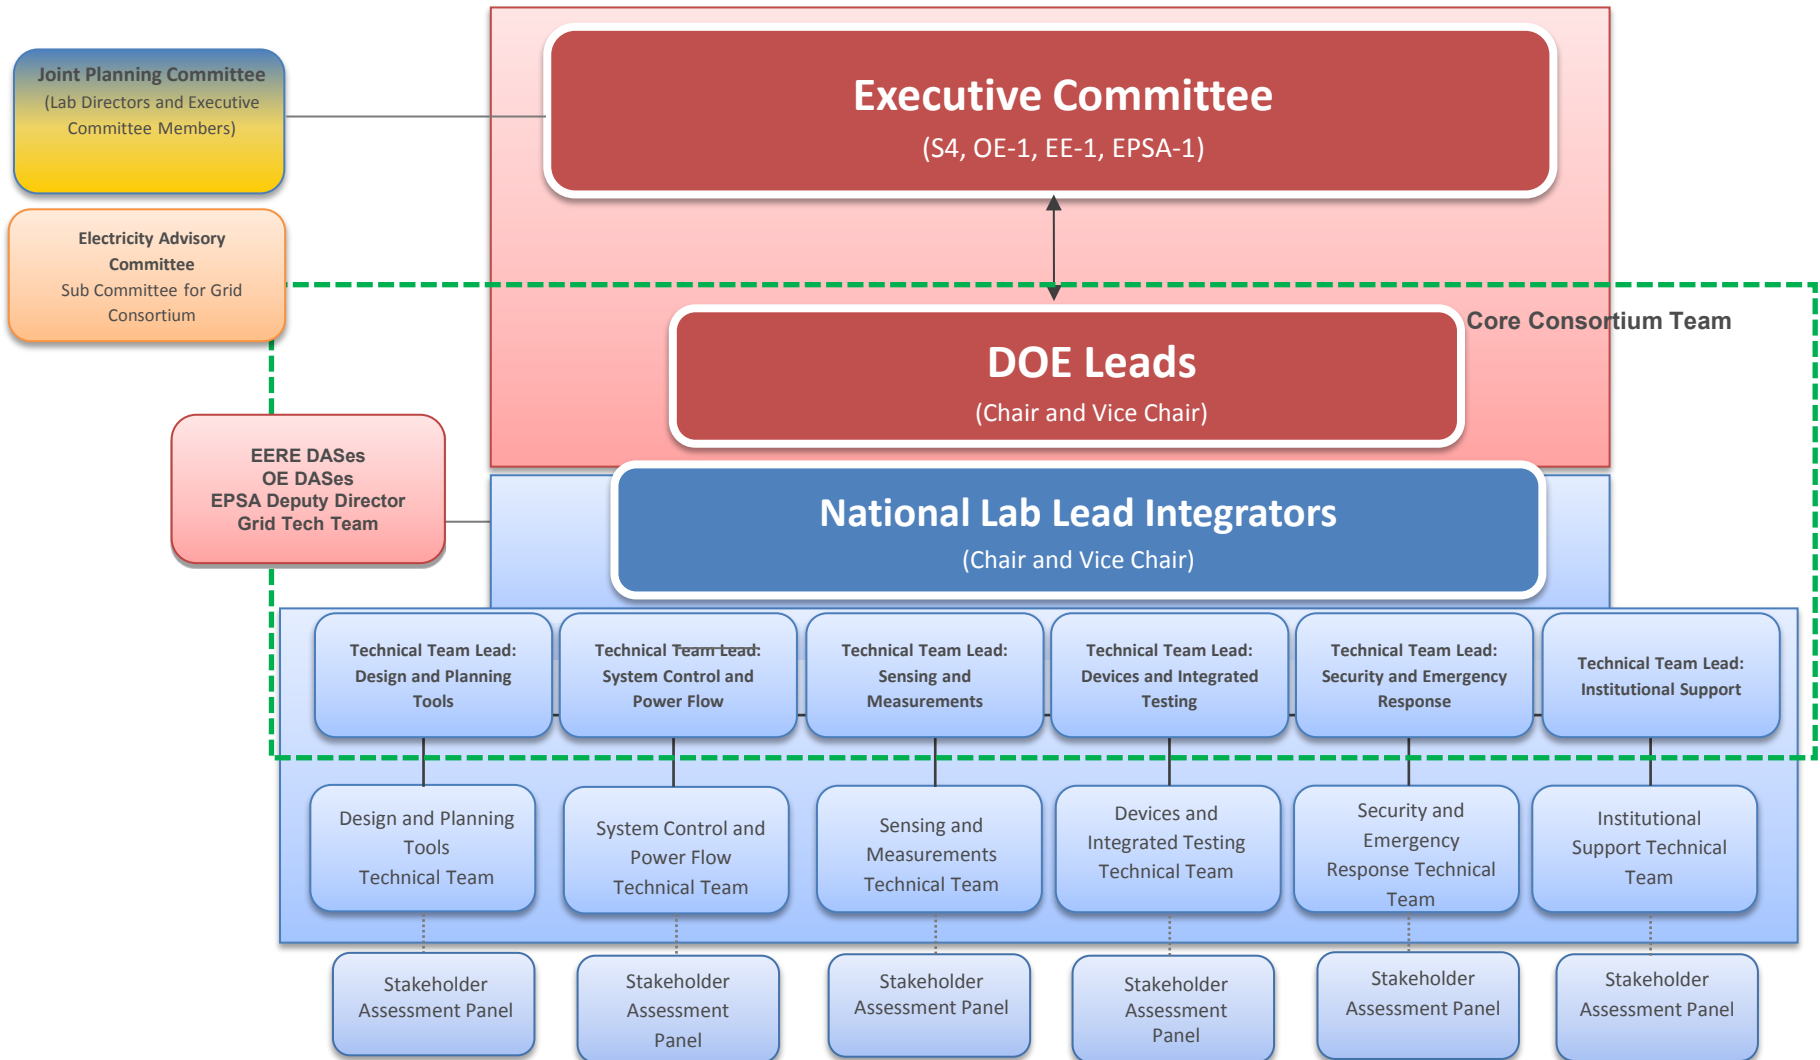 Joint Planning Committee
(Lab Directors and Executive
Committee Members)
Executive Committee
(S4, OE-1, EE-1, EPSA-1)
Electricity Advisory
Committee
Sub Committee for Grid
Consortium
Core Consortium Team
DOE Leads
(Chair and Vice Chair)
EERE DASes
OE DASes
EPSA Deputy Director
Grid Tech Team
National Lab Lead Integrators
(Chair and Vice Chair)
Technical Team Lead:
Design and Planning
Tools
Technical Team Lead:
System Control and
Power Flow
Technical Team Lead:
Sensing and
Measurements
Technical Team Lead:
Devices and Integrated
Testing
Technical Team Lead:
Security and Emergency
Response
Technical Team Lead:
Institutional Support
Design and Planning
Tools
Technical Team
System Control and
Power Flow
Technical Team
Sensing and
Measurements
Technical Team
Devices and
Integrated Testing
Technical Team
Security and
Emergency
Response Technical
Team
Institutional
Support Technical
Team
Stakeholder
Assessment Panel
Stakeholder
Assessment
Panel
Stakeholder
Assessment Panel
Stakeholder
Assessment
Panel
Stakeholder
Assessment Panel
Stakeholder
Assessment Panel